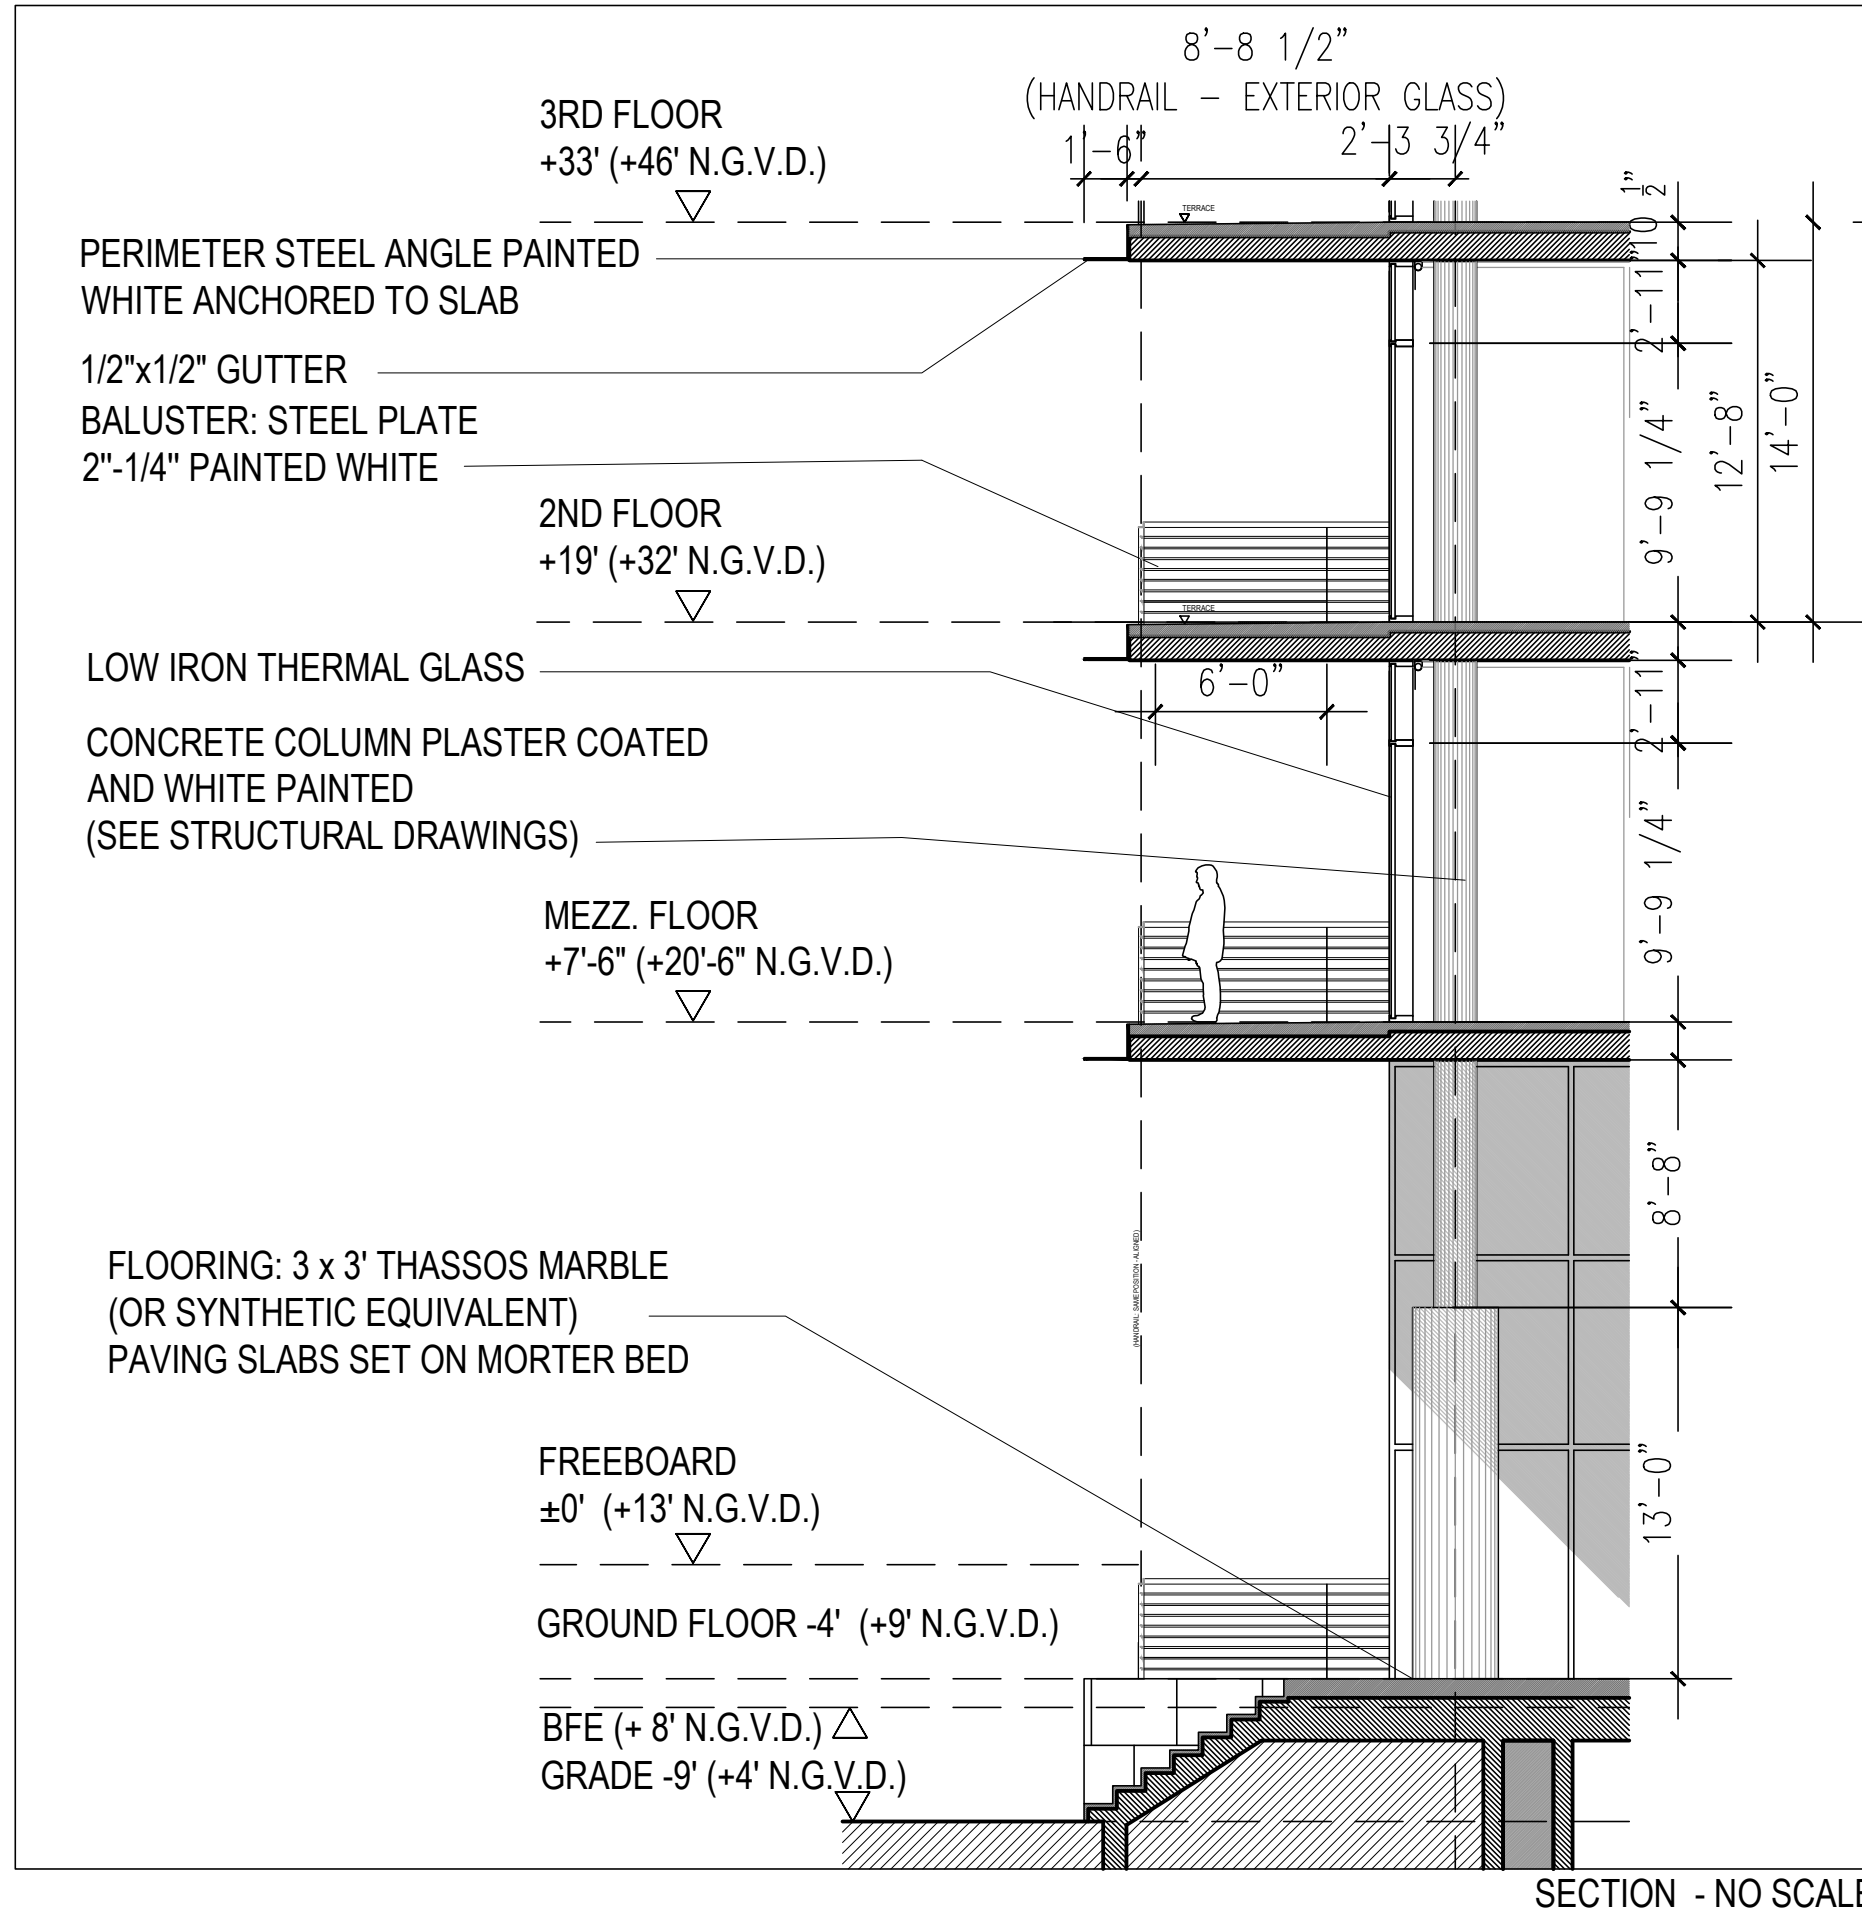 8'-8 1/2"
(HANDRAIL - EXTERIOR GLASS)
1'-6"
2'-3 3/4"
3RD FLOOR
+33' (+46' N.G.V.D.)
TERRACE
PERIMETER STEEL ANGLE PAINTED
WHITE ANCHORED TO SLAB
1/2"x1/2" GUTTER
BALUSTER: STEEL PLATE
2"-1/4" PAINTED WHITE
10 1/2"
2'-11"
9'-9 1/4"
12'-8"
14'-0"
2ND FLOOR
+19' (+32' N.G.V.D.)
TERRACE
LOW IRON THERMAL GLASS
6'-0"
2'-11"
CONCRETE COLUMN PLASTER COATED
AND WHITE PAINTED
(SEE STRUCTURAL DRAWINGS)
9'-9 1/4"
MEZZ. FLOOR
+7'-6" (+20'-6" N.G.V.D.)
8'-8"
(HANDRAIL: SAME POSITION - ALIGNED)
FLOORING: 3 x 3' THASSOS MARBLE
(OR SYNTHETIC EQUIVALENT)
PAVING SLABS SET ON MORTER BED
13'-0"
FREEBOARD
±0' (+13' N.G.V.D.)
GROUND FLOOR -4' (+9' N.G.V.D.)
BFE (+ 8' N.G.V.D.)
GRADE -9' (+4' N.G.V.D.)
SECTION - NO SCALE